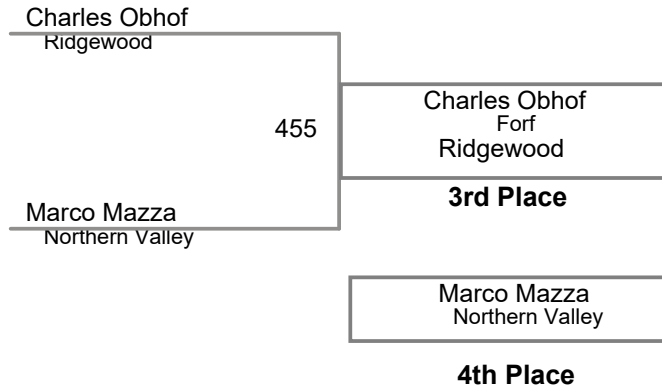 Charles Obhof
Ridgewood
455
Charles Obhof
Forf
Ridgewood
3rd Place
Marco Mazza
Northern Valley
Marco Mazza
Northern Valley
4th Place